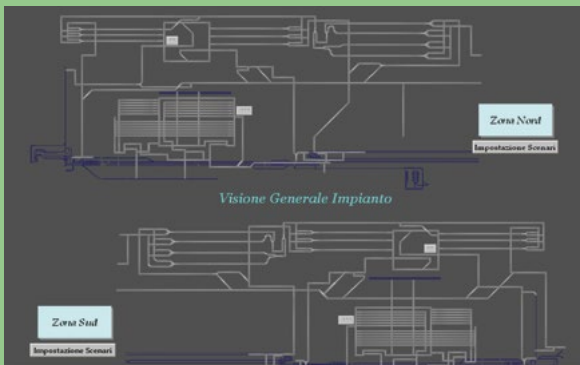 Zona Nord
Impostazione Scenari
Visione Generale Impianto
Zona Sud
Impostazione Scenari